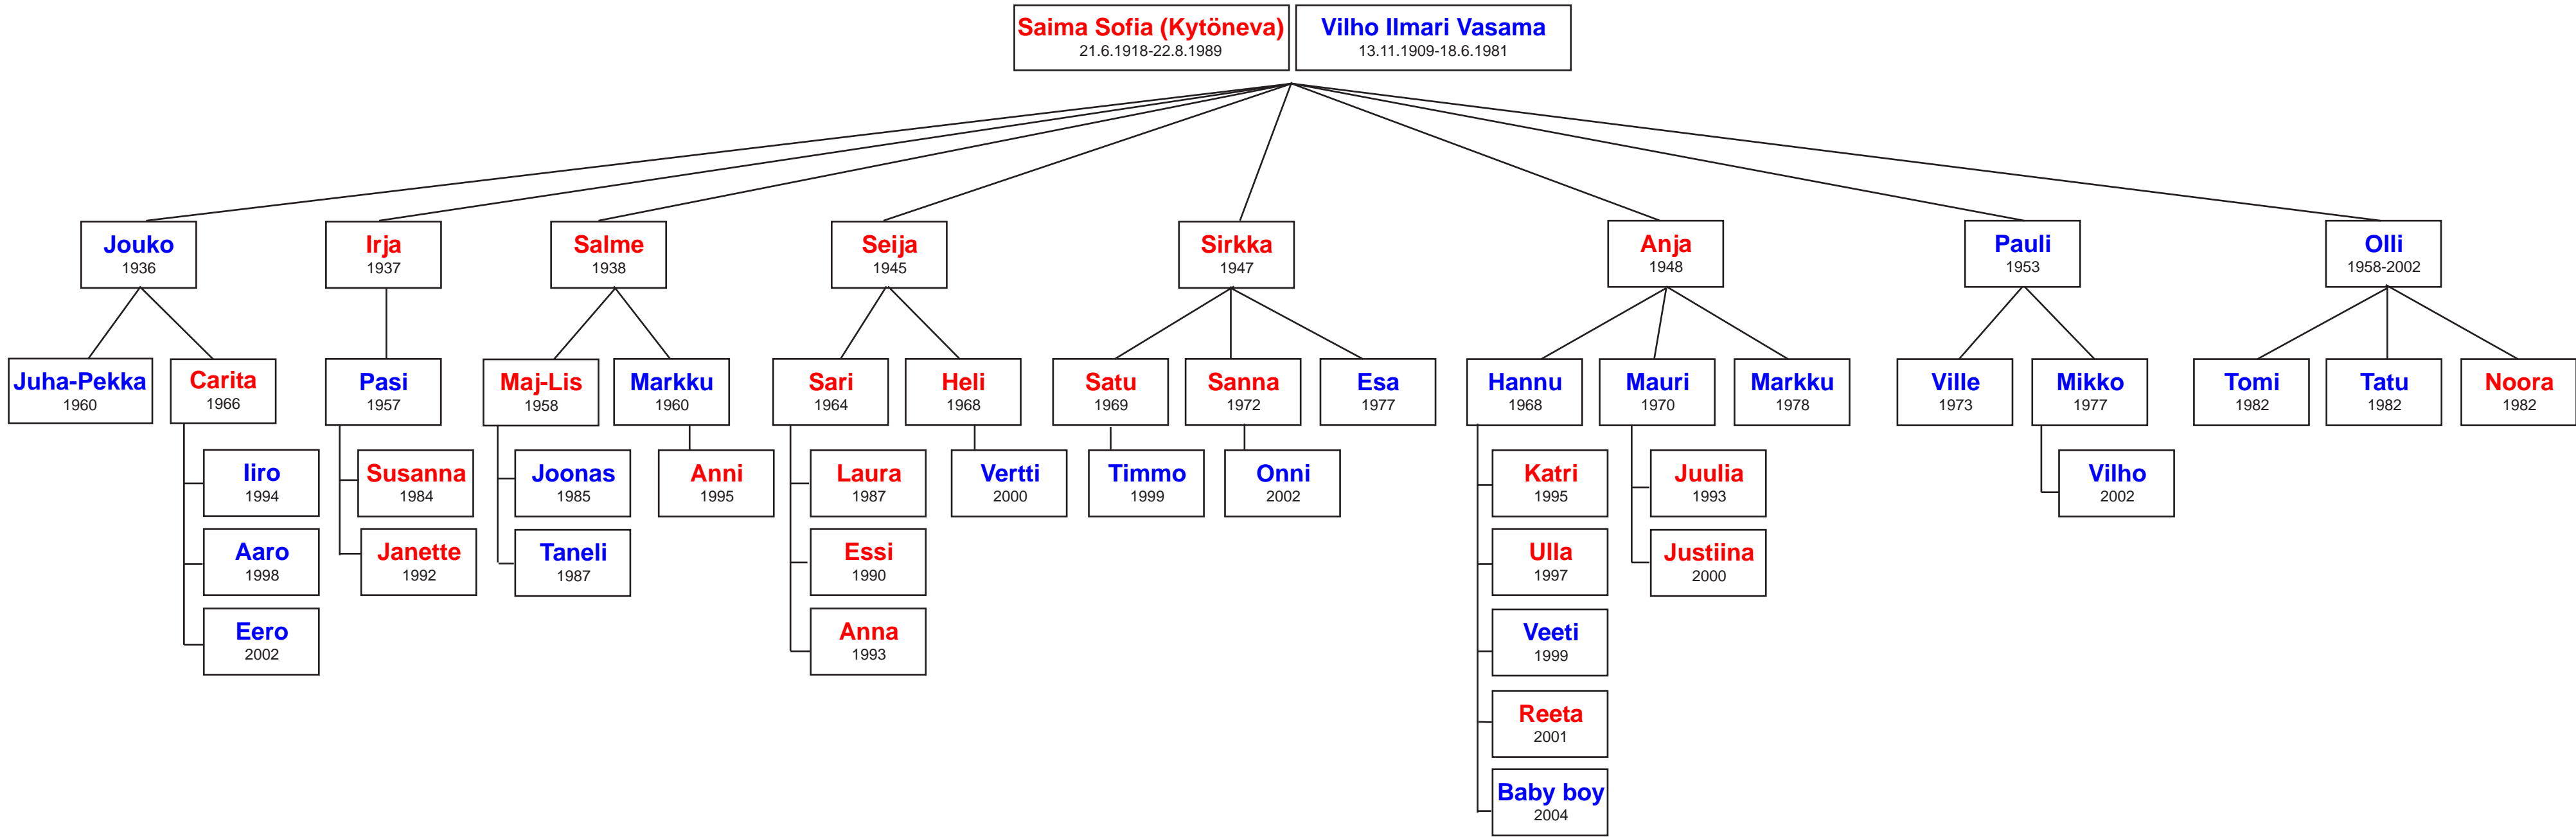 Saima Sofia (Kytöneva)
21.6.1918-22.8.1989
Vilho Ilmari Vasama
13.11.1909-18.6.1981
Jouko
1936
Irja
1937
Salme
1938
Seija
1945
Sirkka
1947
Anja
1948
Pauli
1953
Olli
1958-2002
Juha-Pekka
1960
Carita
1966
Pasi
1957
Maj-Lis
1958
Markku
1960
Sari
1964
Heli
1968
Satu
1969
Sanna
1972
Esa
1977
Hannu
1968
Mauri
1970
Markku
1978
Ville
1973
Mikko
1977
Tomi
1982
Tatu
1982
Noora
1982
Iiro
1994
Susanna
1984
Joonas
1985
Anni
1995
Laura
1987
Vertti
2000
Timmo
1999
Onni
2002
Katri
1995
Juulia
1993
Vilho
2002
Aaro
1998
Janette
1992
Taneli
1987
Essi
1990
Ulla
1997
Justiina
2000
Eero
2002
Anna
1993
Veeti
1999
Reeta
2001
Baby boy
2004